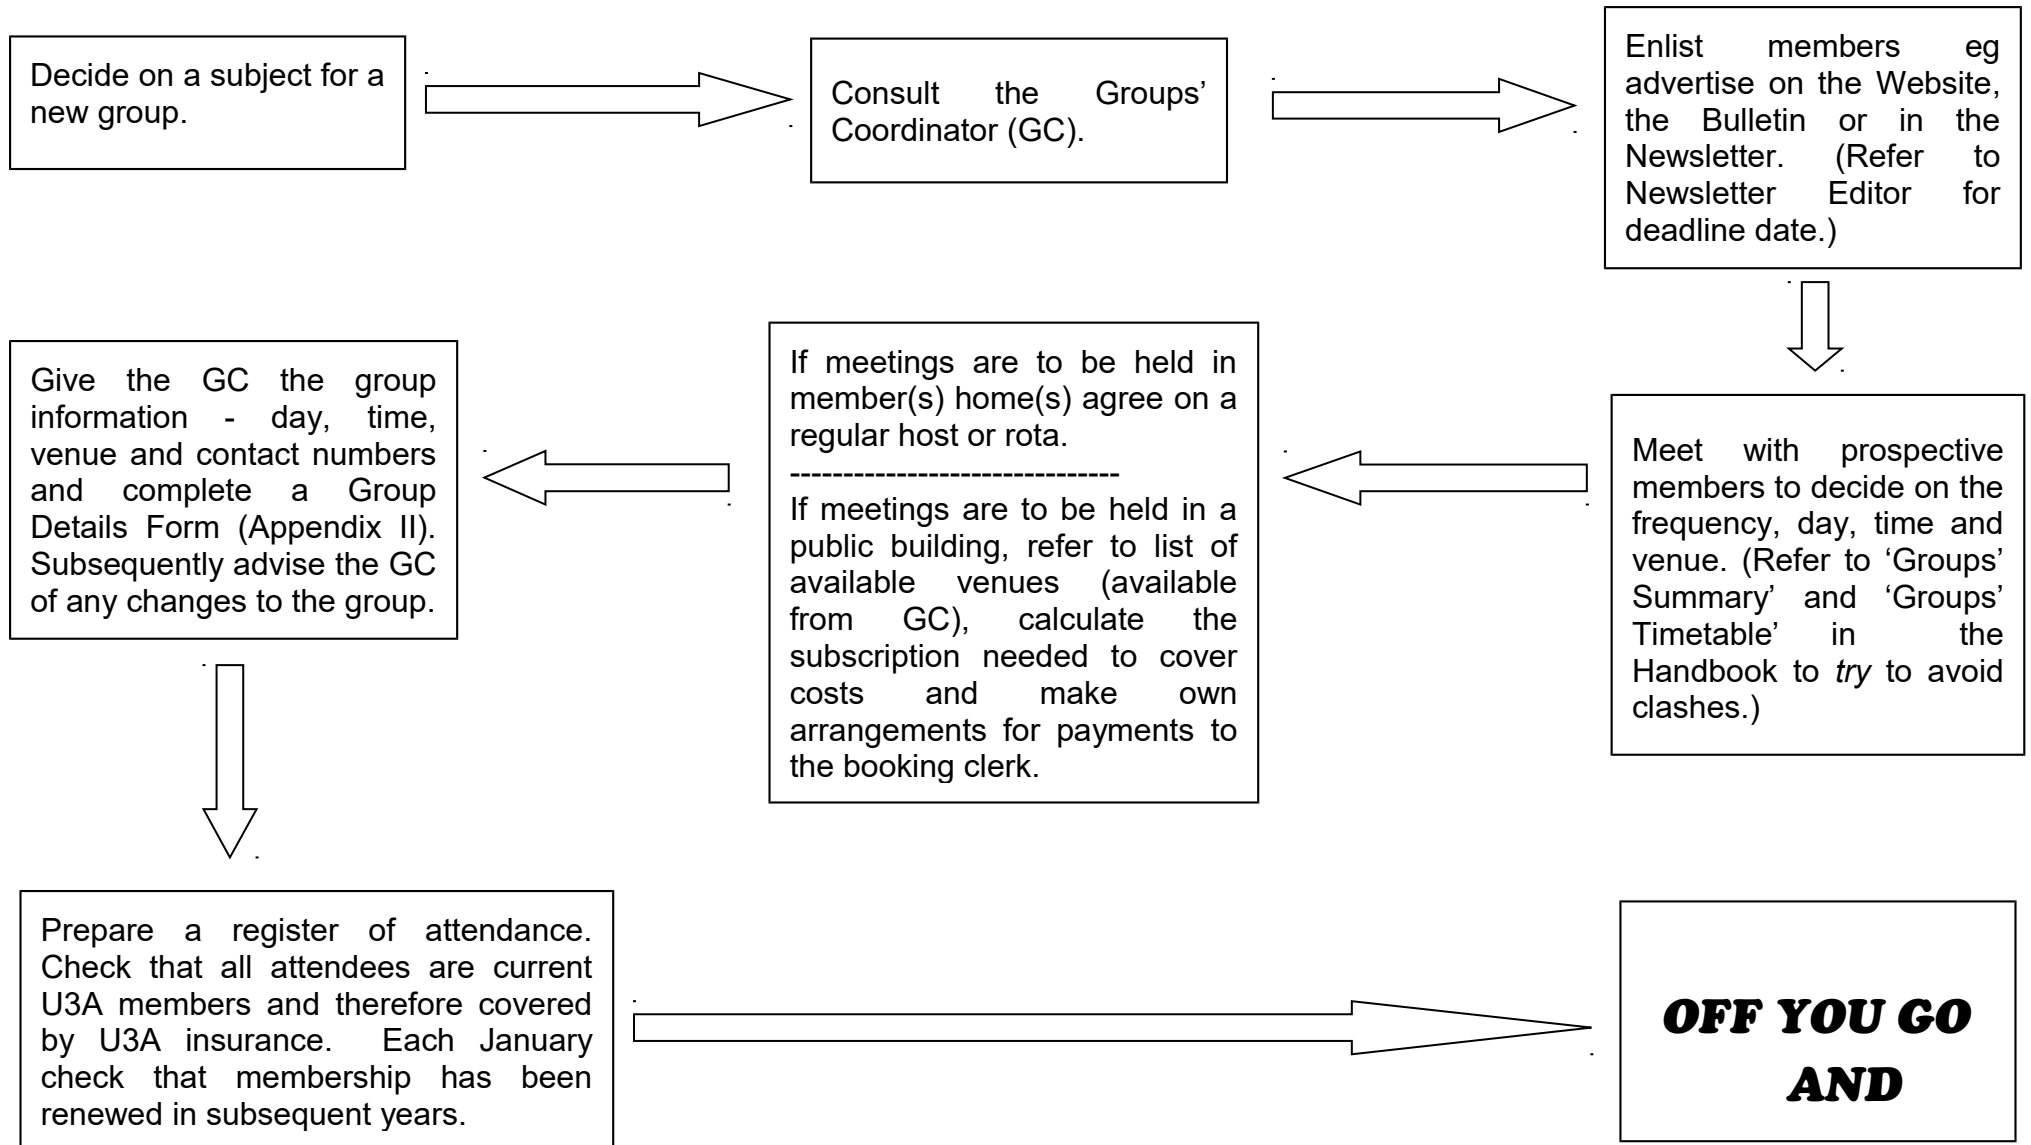 Decide on a subject for a
new group.
Consult the Groups’
Coordinator (GC).
Enlist members eg
advertise on the Website,
the Bulletin or in the
Newsletter. (Refer to
Newsletter Editor for
deadline date.)
Meet with prospective
members to decide on the
frequency, day, time and
venue. (Refer to ‘Groups’
Summary’ and ‘Groups’
Timetable’ in the
Handbook to try to avoid
clashes.)
If meetings are to be held in
member(s) home(s) agree on a
regular host or rota.
-------------------------------
If meetings are to be held in a
public building, refer to list of
available venues (available
from GC), calculate the
subscription needed to cover
costs and make own
arrangements for payments to
the booking clerk.
Give the GC the group
information - day, time,
venue and contact numbers
and complete a Group
Details Form (Appendix II).
Subsequently advise the GC
of any changes to the group.
Prepare a register of attendance.
Check that all attendees are current
U3A members and therefore covered
by U3A insurance. Each January
check that membership has been
renewed in subsequent years.
OFF YOU GO
AND